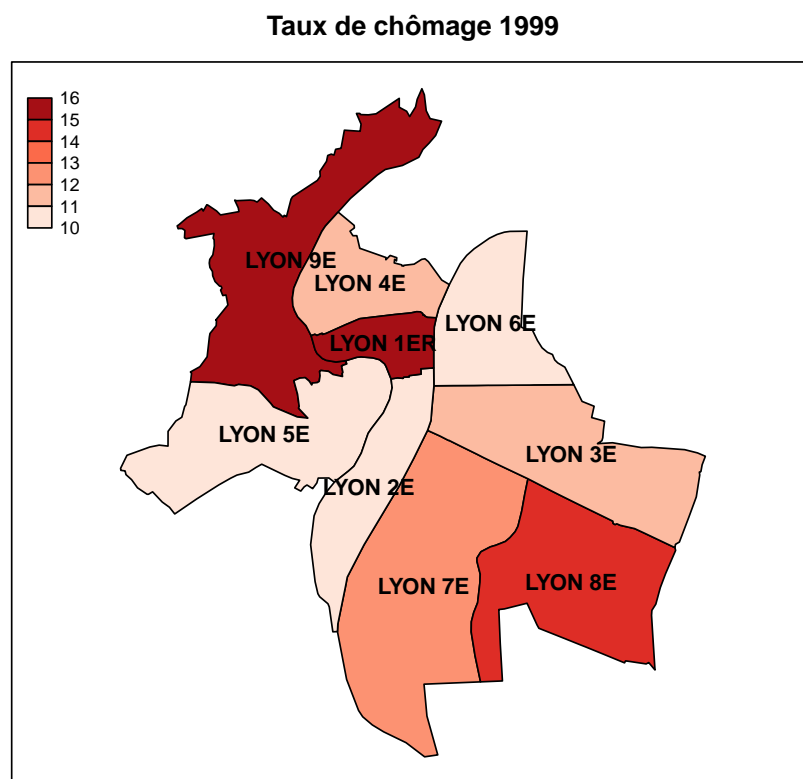 Taux de chômage 1999
16
15
14
13
12
11
10
LYON 9E
LYON 4E
LYON 6E
LYON 1ER
LYON 5E
LYON 3E
LYON 2E
LYON 7E
LYON 8E